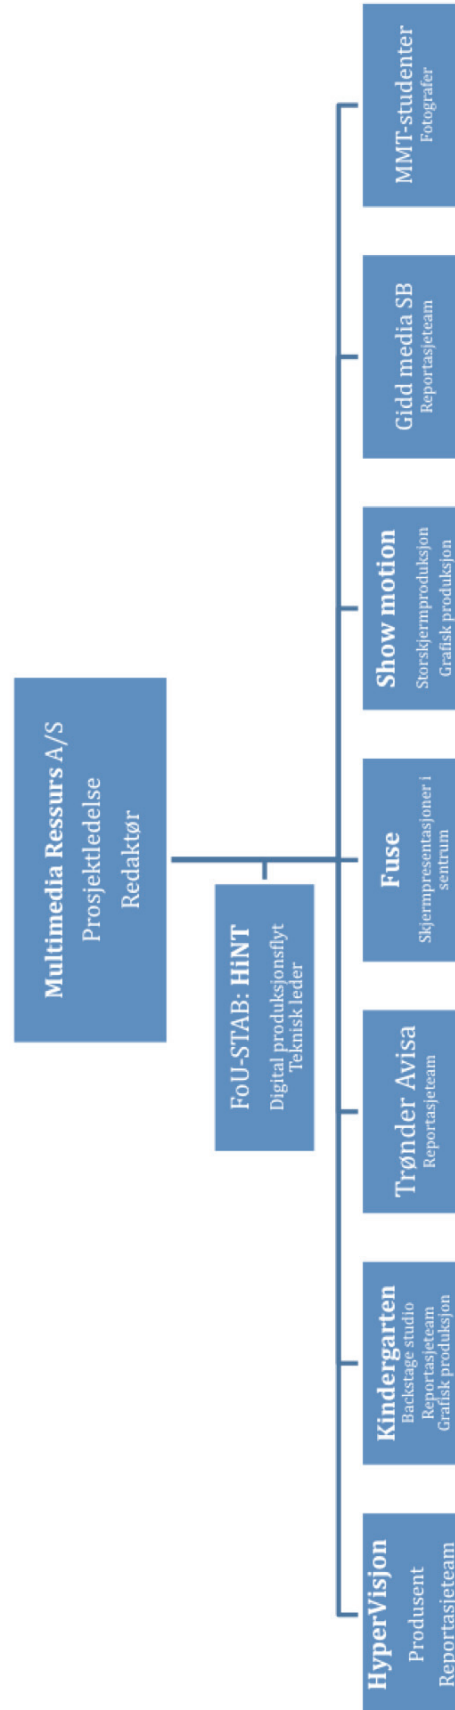 Multimedia Ressurs A/S
Prosjektledelse
Redaktør
FoU-STAB: HiNT
Digital produksjonsflyt
Teknisk leder
HyperVisjon
Produsent
Reportasjeteam
Kindergarten
Backstage studio
Reportasjeteam
Grafisk produksjon
Trønder Avisa
Reportasjeteam
Fuse
Skjermpresentasjoner i
sentrum
Show motion
Storskjermproduksjon
Grafisk produksjon
Gidd media SB
Reportasjeteam
MMT-studenter
Fotografer